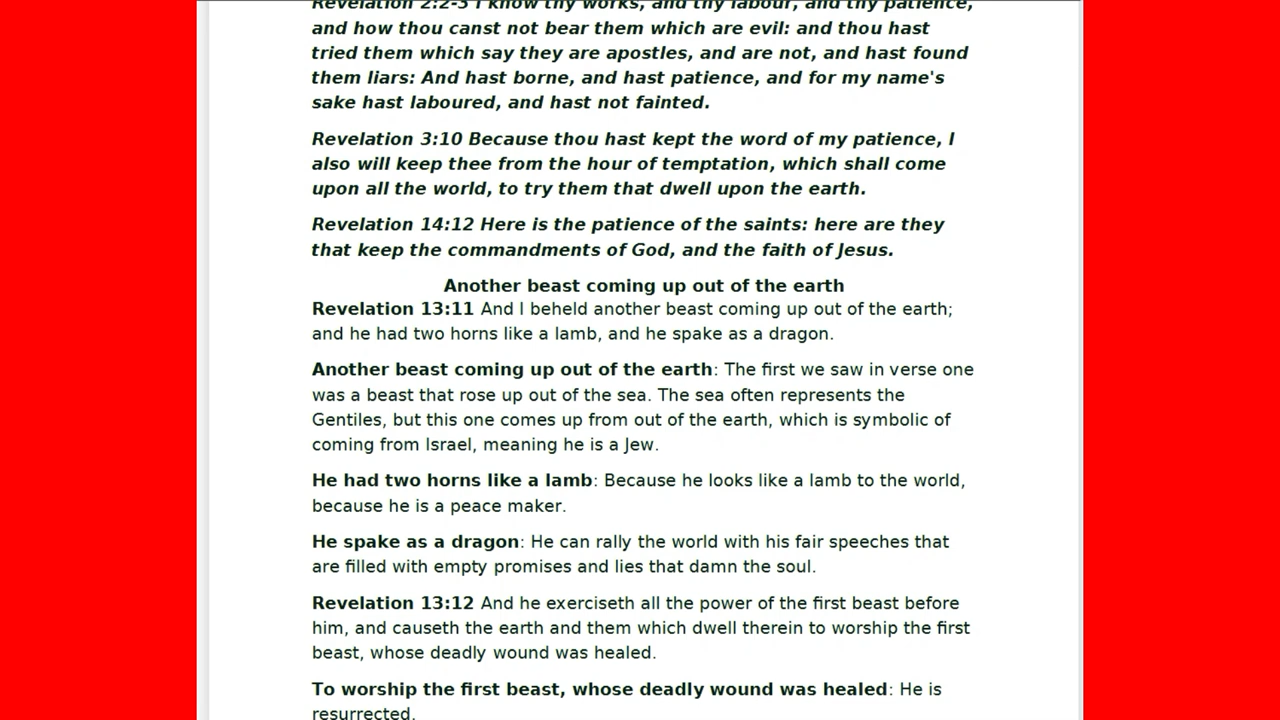 Revelation 2:2-3 I know thy works, and thy labour, and thy patience,
and how thou canst not bear them which are evil: and thou hast
tried them which say they are apostles, and are not, and hast found
them liars: And hast borne, and hast patience, and for my name's
sake hast laboured, and hast not fainted.
Revelation 3:10 Because thou hast kept the word of my patience, I
also will keep thee from the hour of temptation, which shall come
upon all the world, to try them that dwell upon the earth.
Revelation 14:12 Here is the patience of the saints: here are they
that keep the commandments of God, and the faith of Jesus.
Another beast coming up out of the earth
Revelation 13:11 And I beheld another beast coming up out of the earth;
and he had two horns like a lamb, and he spake as a dragon.
Another beast coming up out of the earth: The first we saw in verse one
was a beast that rose up out of the sea. The sea often represents the
Gentiles, but this one comes up from out of the earth, which is symbolic of
coming from Israel, meaning he is a Jew.
He had two horns like a lamb: Because he looks like a lamb to the world,
because he is a peace maker.
He spake as a dragon: He can rally the world with his fair speeches that
are filled with empty promises and lies that damn the soul.
Revelation 13:12 And he exerciseth all the power of the first beast before
him, and causeth the earth and them which dwell therein to worship the first
beast, whose deadly wound was healed.
To worship the first beast, whose deadly wound was healed: He is
resurrected.